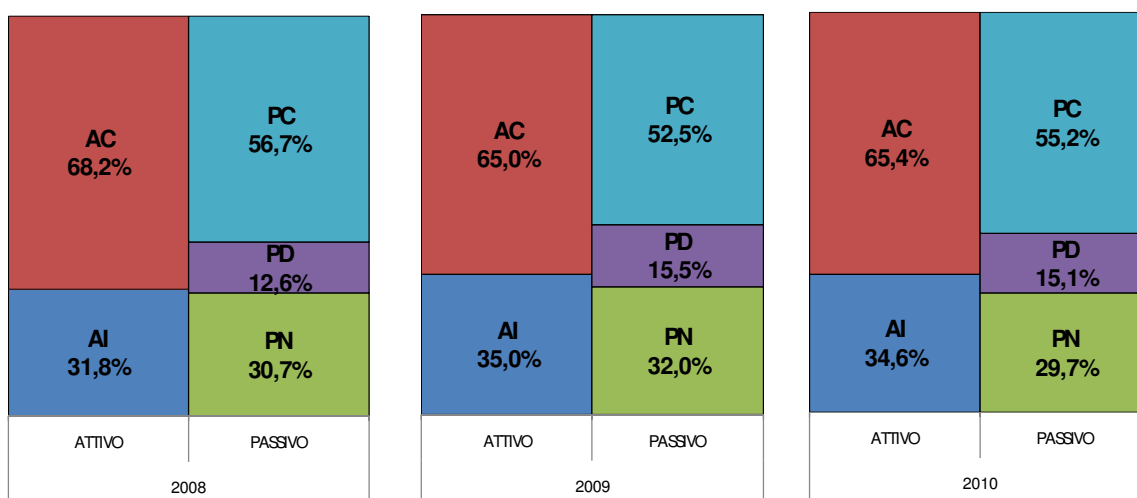 AC
68,2%
AI
31,8%
PC
56,7%
PD
12,6%
PN
30,7%
ATTIVO
PASSIVO
2008
AC
65,0%
AI
35,0%
PC
52,5%
PD
15,5%
PN
32,0%
ATTIVO
PASSIVO
2009
AC
65,4%
AI
34,6%
PC
55,2%
PD
15,1%
PN
29,7%
ATTIVO
PASSIVO
2010